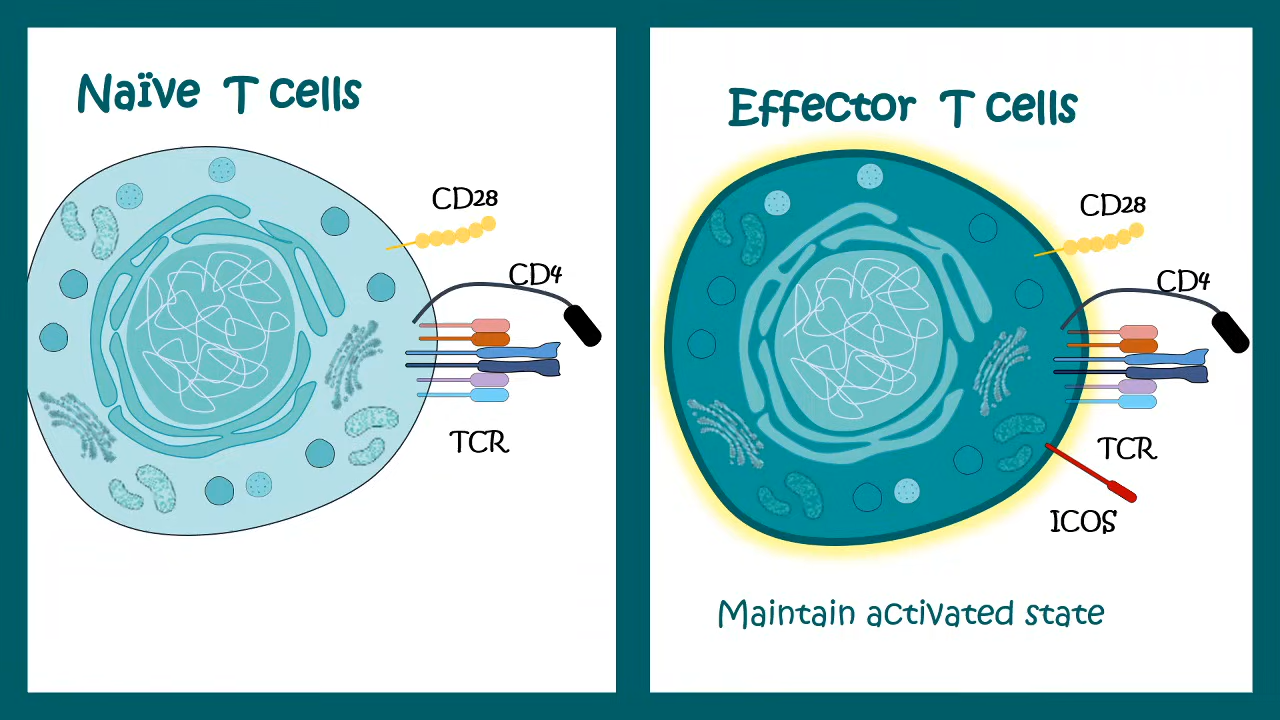 Naïve T cells
CD28
CD4
TCR
Effector T cells
CD28
CD4
TCR
ICOS
Maintain activated state